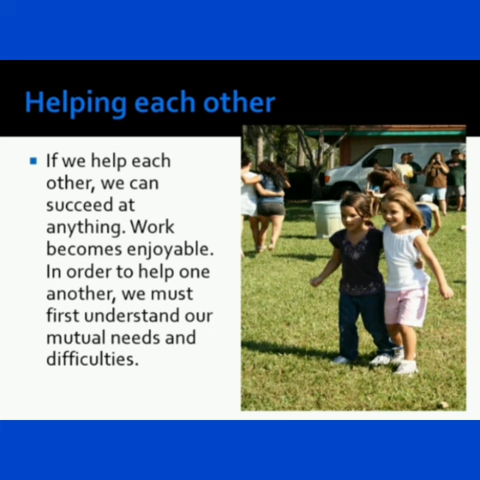 Helping each other
If we help each
other, we can
succeed at
anything. Work
becomes enjoyable.
In order to help one
another, we must
first understand our
mutual needs and
difficulties.